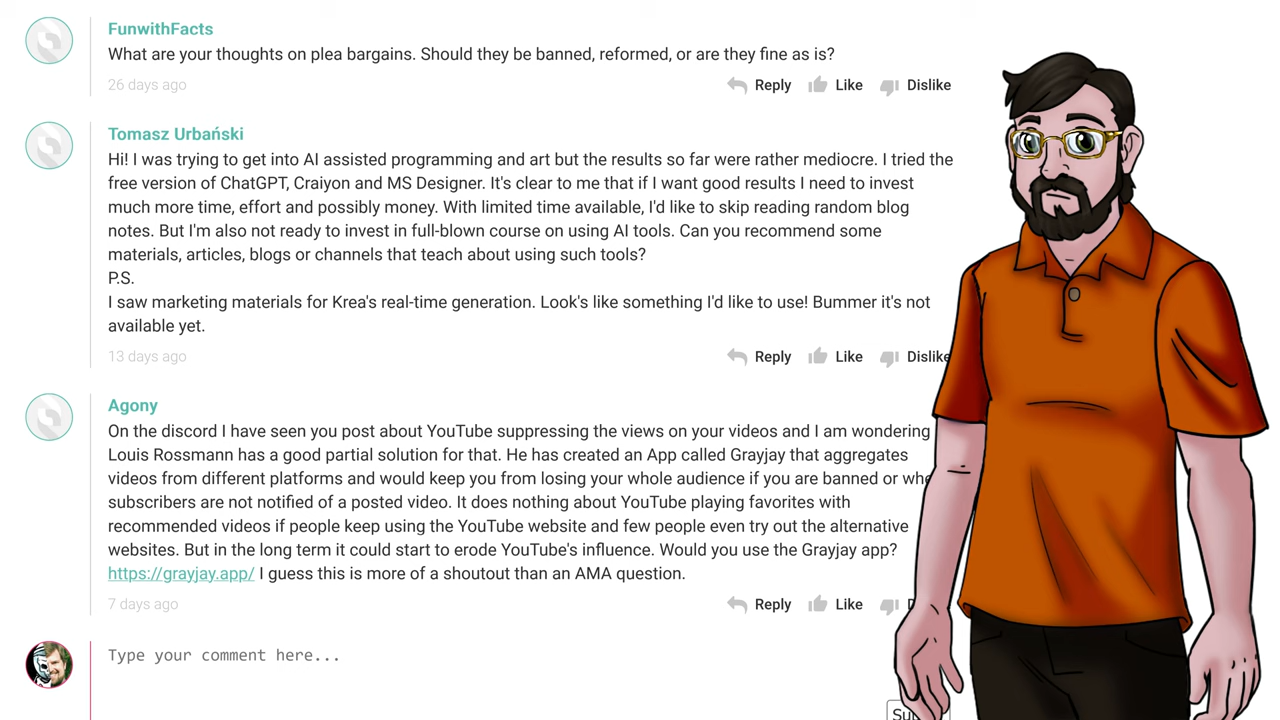 FunwithFacts
What are your thoughts on plea bargains. Should they be banned, reformed, or are they fine as is?
26 days ago Reply Like Dislike
Tomasz Urbański
Hi! I was trying to get into AI assisted programming and art but the results so far were rather mediocre. I tried the
free version of ChatGPT, Craiyon and MS Designer. It's clear to me that if I want good results I need to invest
much more time, effort and possibly money. With limited time available, I'd like to skip reading random blog
notes. But I'm also not ready to invest in full-blown course on using AI tools. Can you recommend some
materials, articles, blogs or channels that teach about using such tools?
P.S.
I saw marketing materials for Krea's real-time generation. Look's like something I'd like to use! Bummer it's not
available yet.
13 days ago Reply Like Dislike
Agony
On the discord I have seen you post about YouTube suppressing the views on your videos and I am wondering
Louis Rossmann has a good partial solution for that. He has created an App called Grayjay that aggregates
videos from different platforms and would keep you from losing your whole audience if you are banned or
subscribers are not notified of a posted video. It does nothing about YouTube playing favorites with
recommended videos if people keep using the YouTube website and few people even try out the alternative
websites. But in the long term it could start to erode YouTube's influence. Would you use the Grayjay app?
https://grayjay.app/ I guess this is more of a shoutout than an AMA question.
7 days ago Reply Like
Type your comment here...